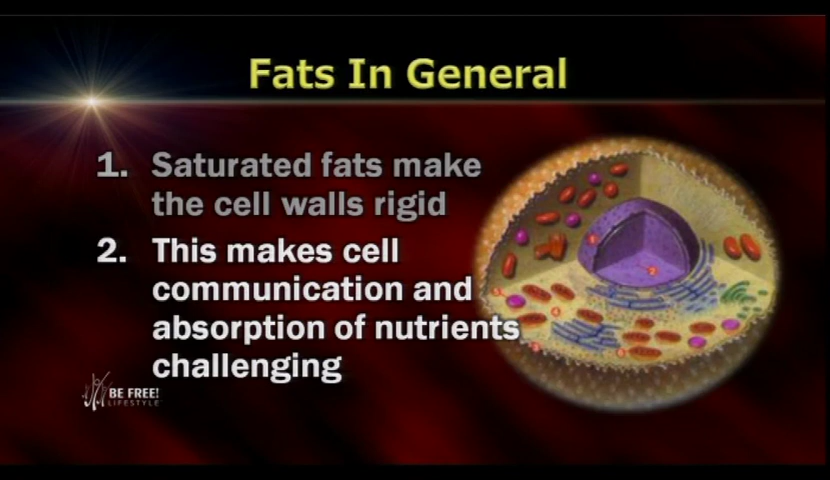 Fats In General
1. Saturated fats make
the cell walls rigid
2. This makes cell
communication and
absorption of nutrients
challenging
BE FREE!
LIFESTYLE